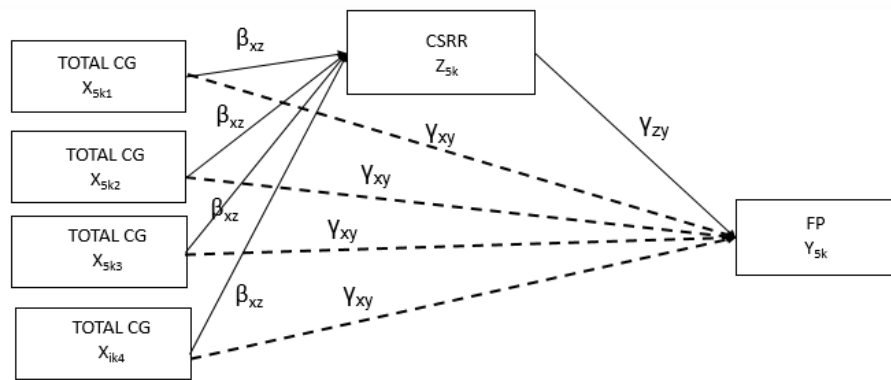 TOTAL CG
X5k1
TOTAL CG
X5k2
TOTAL CG
X5k3
TOTAL CG
Xik4
βxz
βxz
βxz
βxz
CSRR
Z5k
γxy
γxy
γxy
γxy
γzy
FP
Y5k